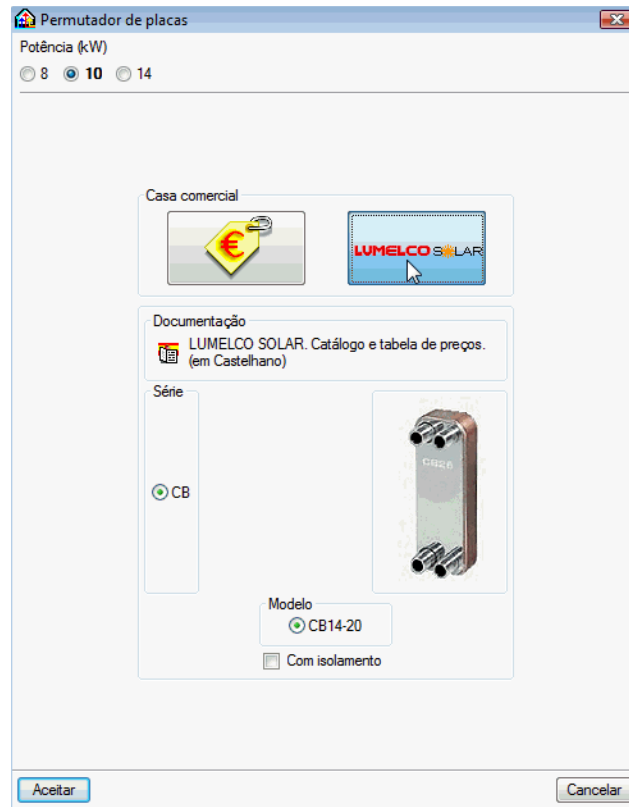 Permutador de placas
Potência (kW)
8 10 14
Casa comercial
€
LUMELCO SOLAR
Documentação
LUMELCO SOLAR. Catálogo e tabela de preços.
(em Castelhano)
Série
CB26
CB
Modelo
CB14-20
Com isolamento
Aceitar
Cancelar